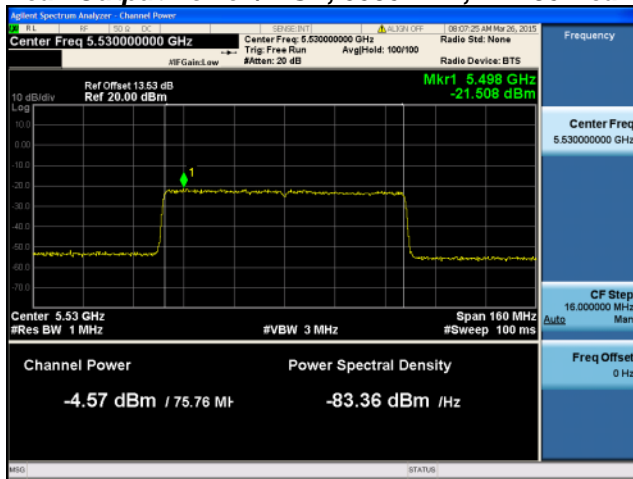 Agilent Spectrum Analyzer - Channel Power
RL RF 50 Ω DC SENSE:INT ALIGN OFF 08:07:25 AM Mar 26, 2015
Center Freq 5.530000000 GHz
Center Freq: 5.530000000 GHz
Radio Std: None
Trig: Free Run Avg|Hold: 100/100
#IFGain:Low #Atten: 20 dB Radio Device: BTS
Frequency
Mkr1 5.498 GHz
-21.508 dBm
Ref Offset 13.53 dB
10 dB/div Ref 20.00 dBm
Log
10.0
0.00
-10.0
1
-20.0
-30.0
-40.0
-50.0
-60.0
-70.0
Center Freq
5.530000000 GHz
Center 5.53 GHz Span 160 MHz
#Res BW 1 MHz #VBW 3 MHz #Sweep 100 ms
CF Step
16.000000 MHz
Auto Man
Channel Power Power Spectral Density
-4.57 dBm / 75.76 MH -83.36 dBm /Hz
Freq Offset
0 Hz
MSG STATUS